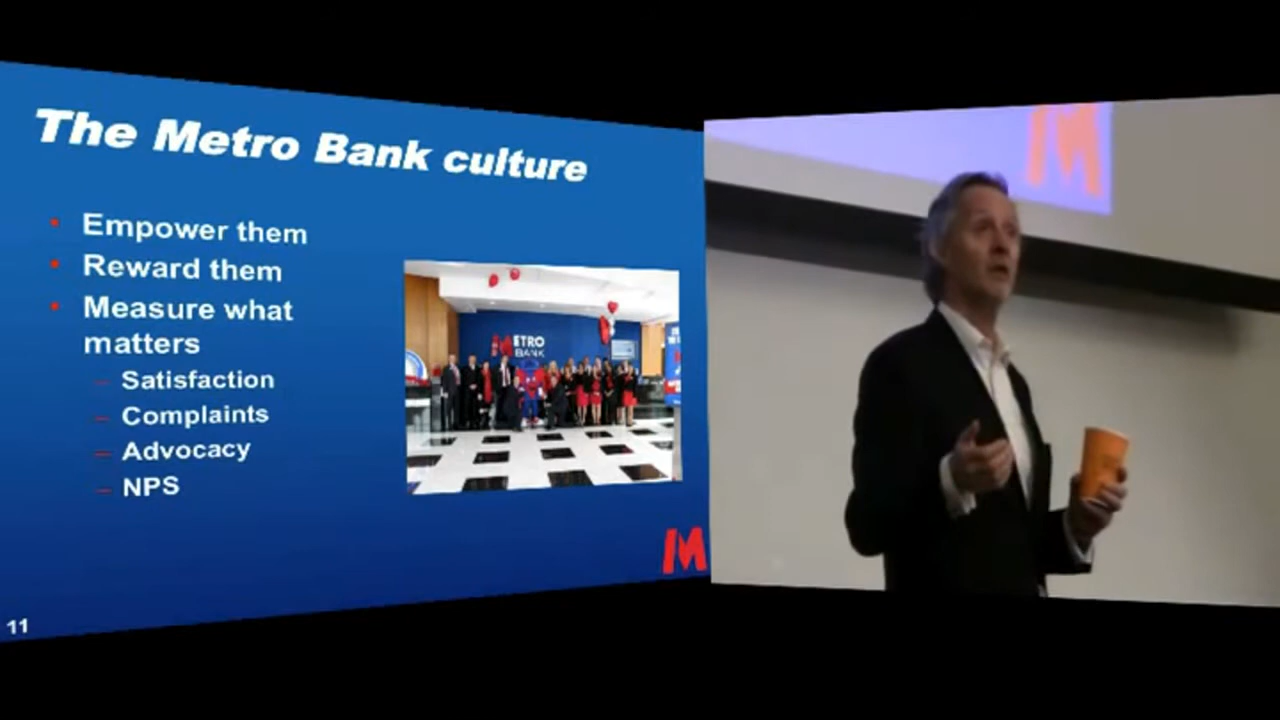 The Metro Bank culture
• Empower them
• Reward them
• Measure what
matters
– Satisfaction
– Complaints
– Advocacy
– NPS
METRO
BANK
M
11
M